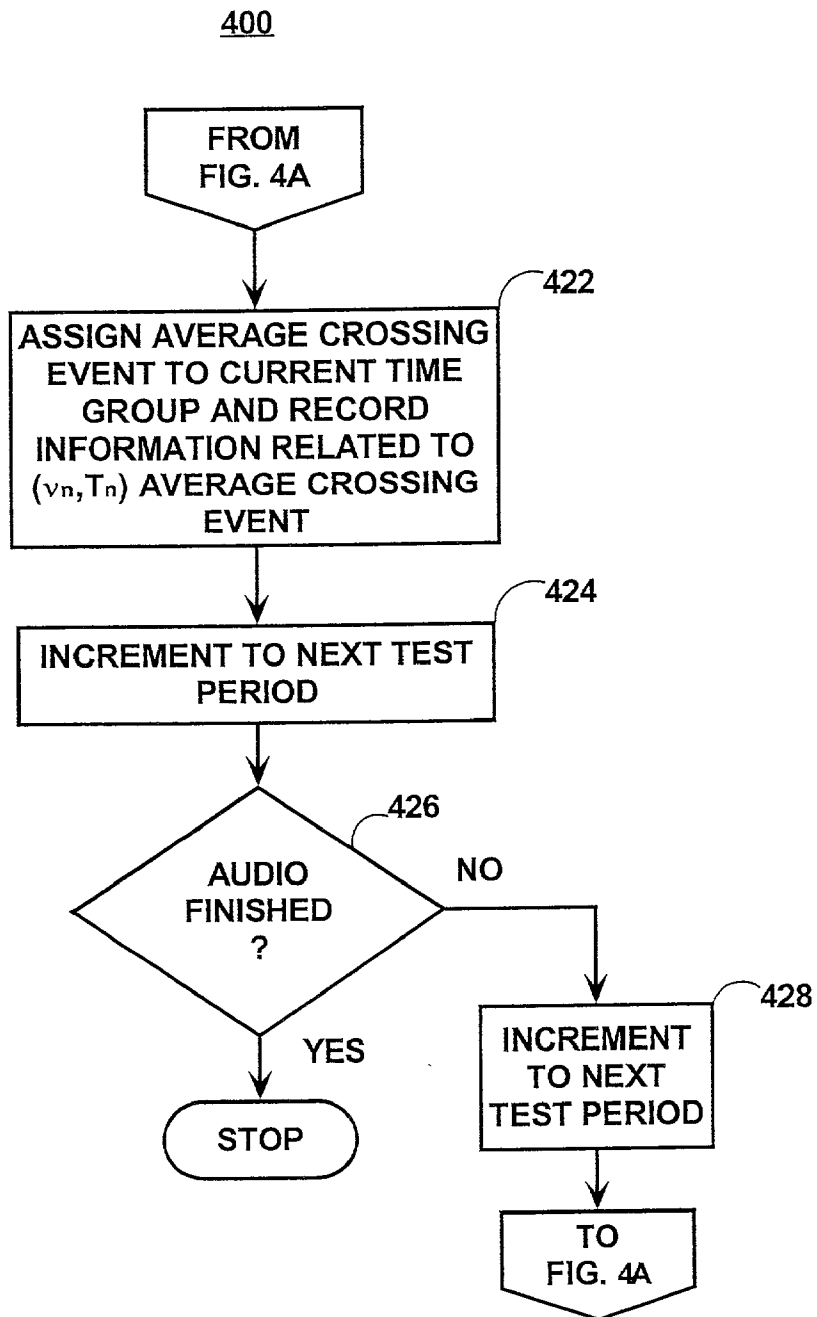 400
FROM
FIG. 4A
422
ASSIGN AVERAGE CROSSING
EVENT TO CURRENT TIME
GROUP AND RECORD
INFORMATION RELATED TO
(νn,Tn) AVERAGE CROSSING
EVENT
424
INCREMENT TO NEXT TEST
PERIOD
426
AUDIO
FINISHED
?
NO
YES
STOP
428
INCREMENT
TO NEXT
TEST PERIOD
TO
FIG. 4A